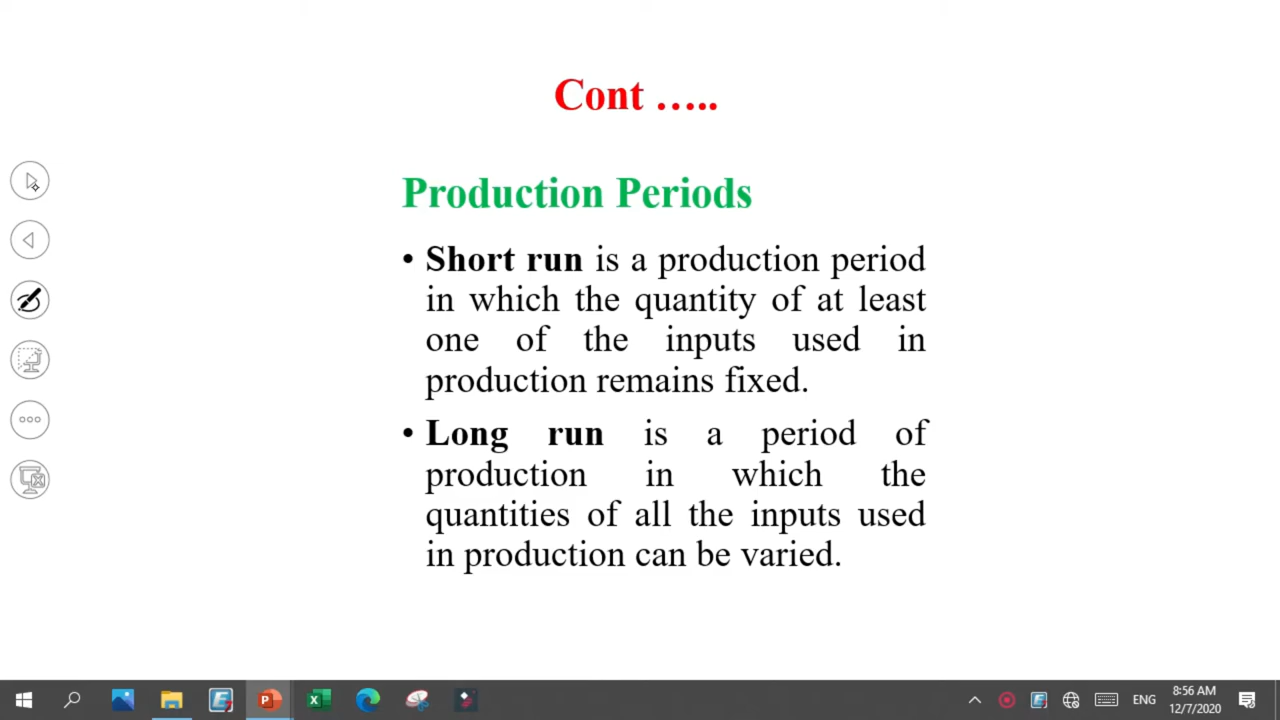 Cont …..
Production Periods
• Short run is a production period
in which the quantity of at least
one of the inputs used in
production remains fixed.
• Long run is a period of
production in which the
quantities of all the inputs used
in production can be varied.
ENG
8:56 AM
12/7/2020